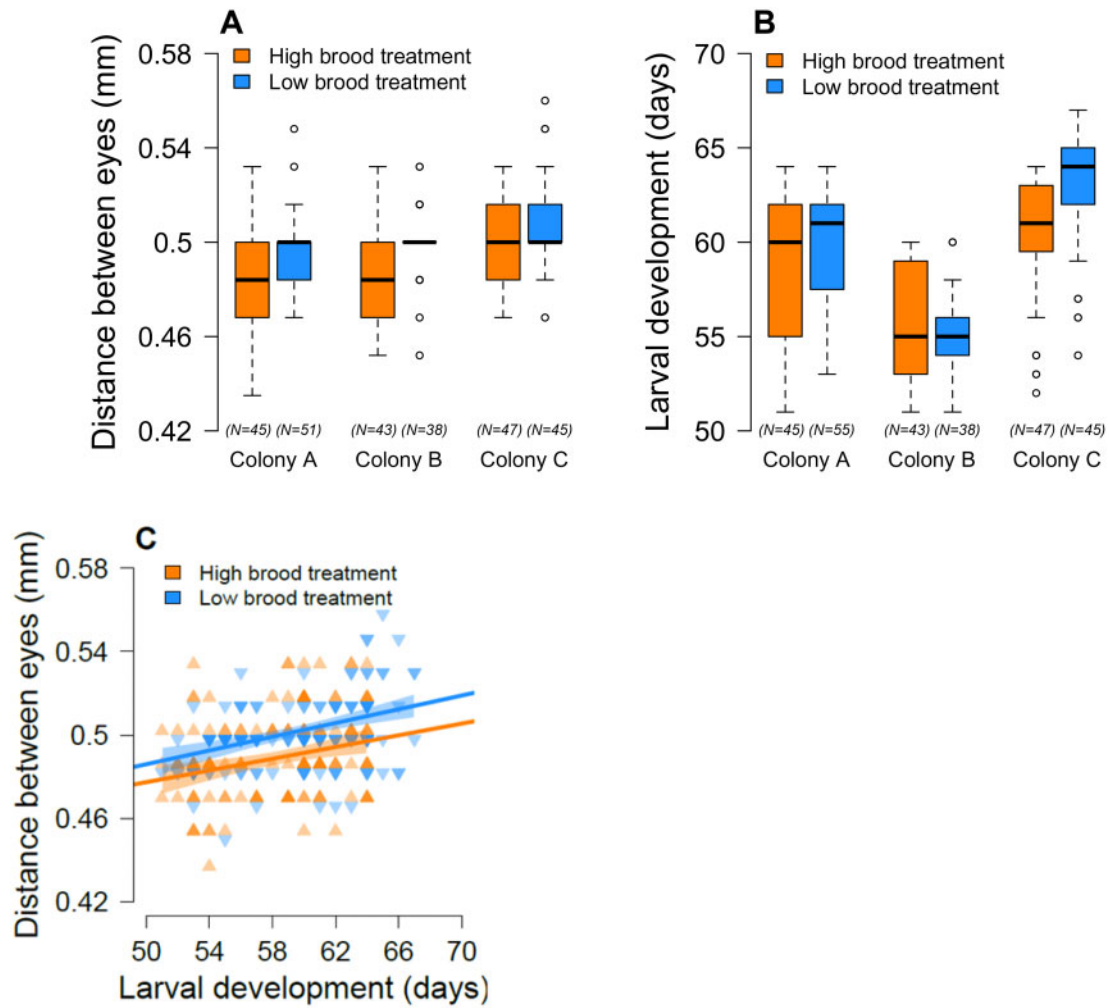 A
0.58
High brood treatment
Low brood treatment
0.54
0.5
0.46
0.42
Distance between eyes (mm)
(N=45) (N=51) (N=43) (N=38) (N=47) (N=45)
Colony A Colony B Colony C
B
70
High brood treatment
Low brood treatment
65
60
55
50
Larval development (days)
(N=45) (N=55) (N=43) (N=38) (N=47) (N=45)
Colony A Colony B Colony C
C
0.58
High brood treatment
Low brood treatment
0.54
0.5
0.46
0.42
Distance between eyes (mm)
50 54 58 62 66 70
Larval development (days)